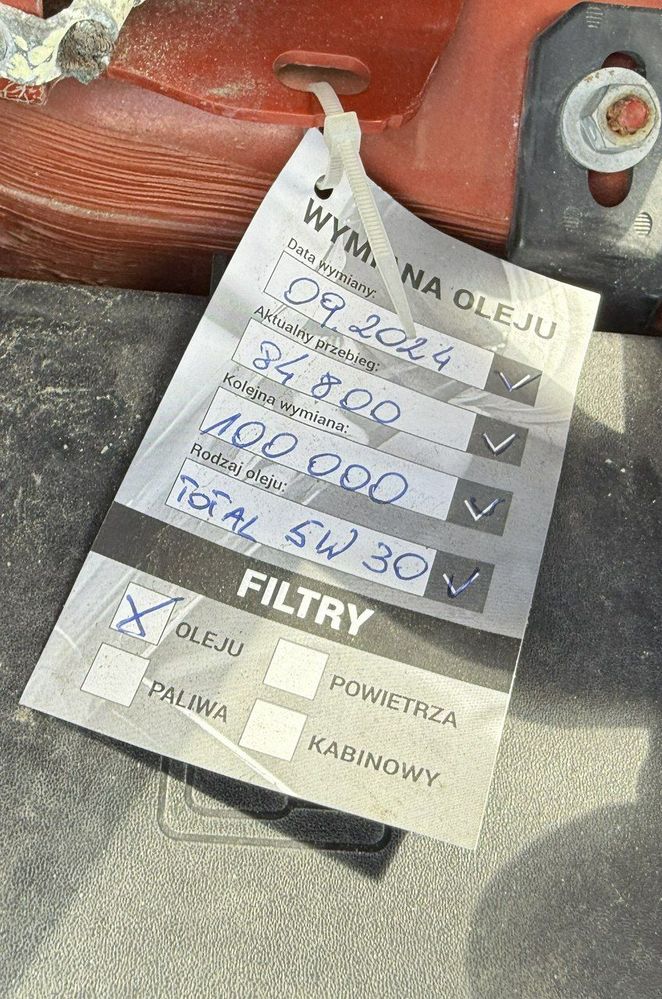 WYMIANA OLEJU
Data wymiany:
09.2024
Aktualny przebieg:
84 800
Kolejna wymiana:
100 000
Rodzaj oleju:
TOTAL 5W 30
FILTRY
OLEJU
POWIETRZA
PALIWA
KABINOWY